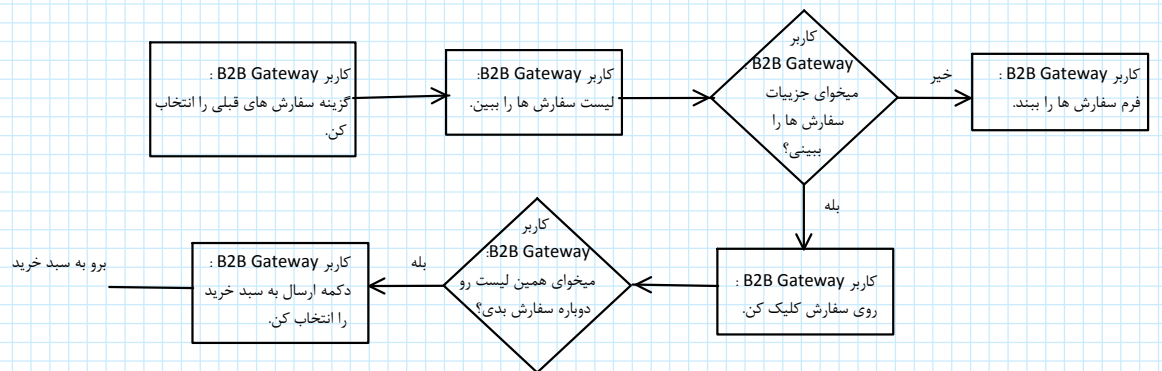 کاربر B2B Gateway :
گزینه سفارش های قبلی را انتخاب
کن.
کاربر B2B Gateway:
لیست سفارش ها را ببین.
کاربر
B2B Gateway :
میخوای جزییات
سفارش ها را
ببینی؟
خیر
کاربر B2B Gateway :
فرم سفارش ها را ببند.
بله
کاربر B2B Gateway :
روی سفارش کلیک کن.
کاربر
B2B Gateway:
میخوای همین لیست رو
دوباره سفارش بدی؟
بله
کاربر B2B Gateway :
دکمه ارسال به سبد خرید
را انتخاب کن.
برو به سبد خرید